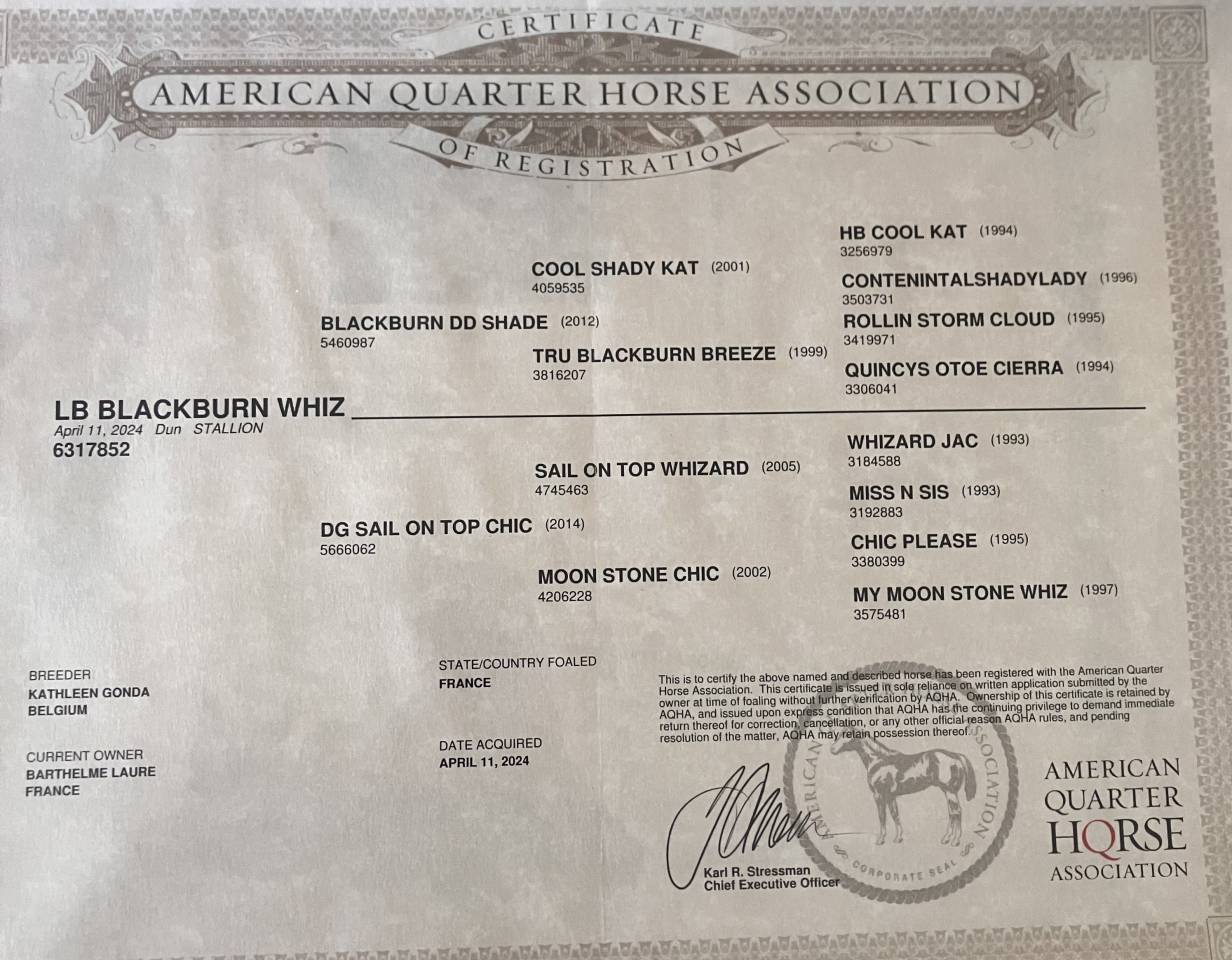 CERTIFICATE
AMERICAN QUARTER HORSE ASSOCIATION
OF REGISTRATION
HB COOL KAT (1994)
3256979
COOL SHADY KAT (2001)
4059535
CONTENINTALSHADYLADY (1996)
3503731
BLACKBURN DD SHADE (2012)
5460987
ROLLIN STORM CLOUD (1995)
3419971
TRU BLACKBURN BREEZE (1999)
3816207
QUINCYS OTOE CIERRA (1994)
3306041
LB BLACKBURN WHIZ
April 11, 2024 Dun STALLION
6317852
WHIZARD JAC (1993)
3184588
SAIL ON TOP WHIZARD (2005)
4745463
MISS N SIS (1993)
3192883
DG SAIL ON TOP CHIC (2014)
5666062
CHIC PLEASE (1995)
3380399
MOON STONE CHIC (2002)
4206228
MY MOON STONE WHIZ (1997)
3575481
BREEDER
KATHLEEN GONDA
BELGIUM
STATE/COUNTRY FOALED
FRANCE
CURRENT OWNER
BARTHELME LAURE
FRANCE
DATE ACQUIRED
APRIL 11, 2024
This is to certify the above named and described horse has been registered with the American Quarter
Horse Association. This certificate is issued in sole reliance on written application submitted by the
owner at time of foaling without further verification by AQHA. Ownership of this certificate is retained by
AQHA, and issued upon express condition that AQHA has the continuing privilege to demand immediate
return thereof for correction, cancellation, or any other official reason AQHA rules, and pending
resolution of the matter, AQHA may retain possession thereof.
Karl R. Stressman
Chief Executive Officer
AMERICAN QUARTER HORSE ASSOCIATION
CORPORATE SEAL
AMERICAN
QUARTER
HORSE
ASSOCIATION